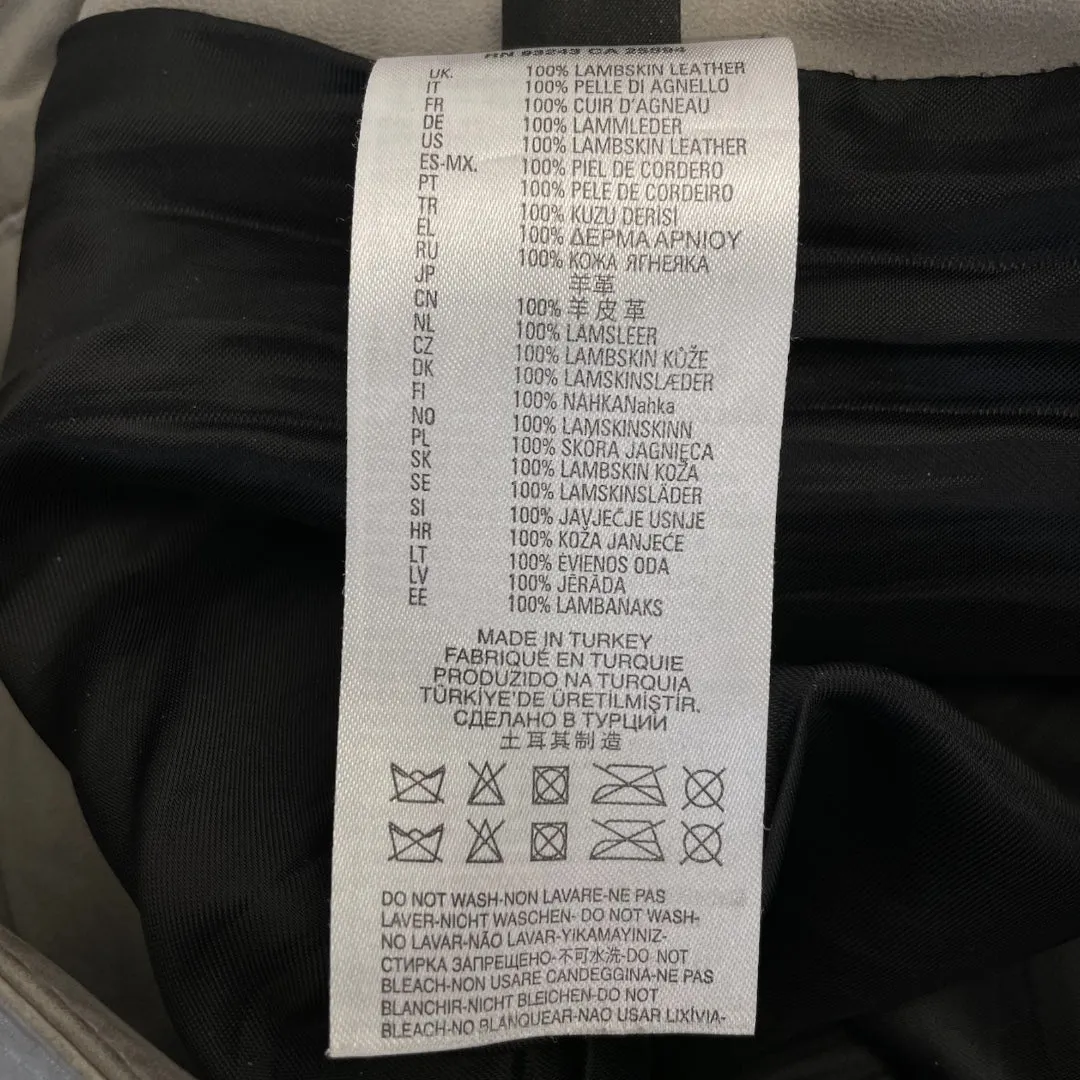 RN 93243 CA 25594
UK. 100% LAMBSKIN LEATHER
IT 100% PELLE DI AGNELLO
FR 100% CUIR D'AGNEAU
DE 100% LAMMLEDER
US 100% LAMBSKIN LEATHER
ES-MX. 100% PIEL DE CORDERO
PT 100% PELE DE CORDEIRO
TR 100% KUZU DERİSİ
EL 100% ΔΕΡΜΑ ΑΡΝΙΟΥ
RU 100% КОЖА ЯГНЕЯКА
JP 羊革
CN 100% 羊皮革
NL 100% LAMSLEER
CZ 100% LAMBSKIN KŮŽE
DK 100% LAMSKINSLÆDER
FI 100% NAHKANahka
NO 100% LAMSKINSKINN
PL 100% SKÓRA JAGNIĘCA
SK 100% LAMBSKIN KOŽA
SE 100% LAMSKINSLÄDER
SI 100% JAVJEČJE USNJE
HR 100% KOŽA JANJEĆE
LT 100% EVIENOS ODA
LV 100% JĒRĀDA
EE 100% LAMBANAKS
MADE IN TURKEY
FABRIQUÉ EN TURQUIE
PRODUZIDO NA TURQUIA
TÜRKİYE'DE ÜRETİLMİŞTİR.
СДЕЛАНО В ТУРЦИИ
土耳其制造
DO NOT WASH-NON LAVARE-NE PAS
LAVER-NICHT WASCHEN- DO NOT WASH-
NO LAVAR-NÃO LAVAR-YIKAMAYINIZ-
СТИРКА ЗАПРЕЩЕНО-不可水洗-DO NOT
BLEACH-NON USARE CANDEGGINA-NE PAS
BLANCHIR-NICHT BLEICHEN-DO NOT
BLEACH-NO BLANQUEAR-NAO USAR LIXÍVIA-